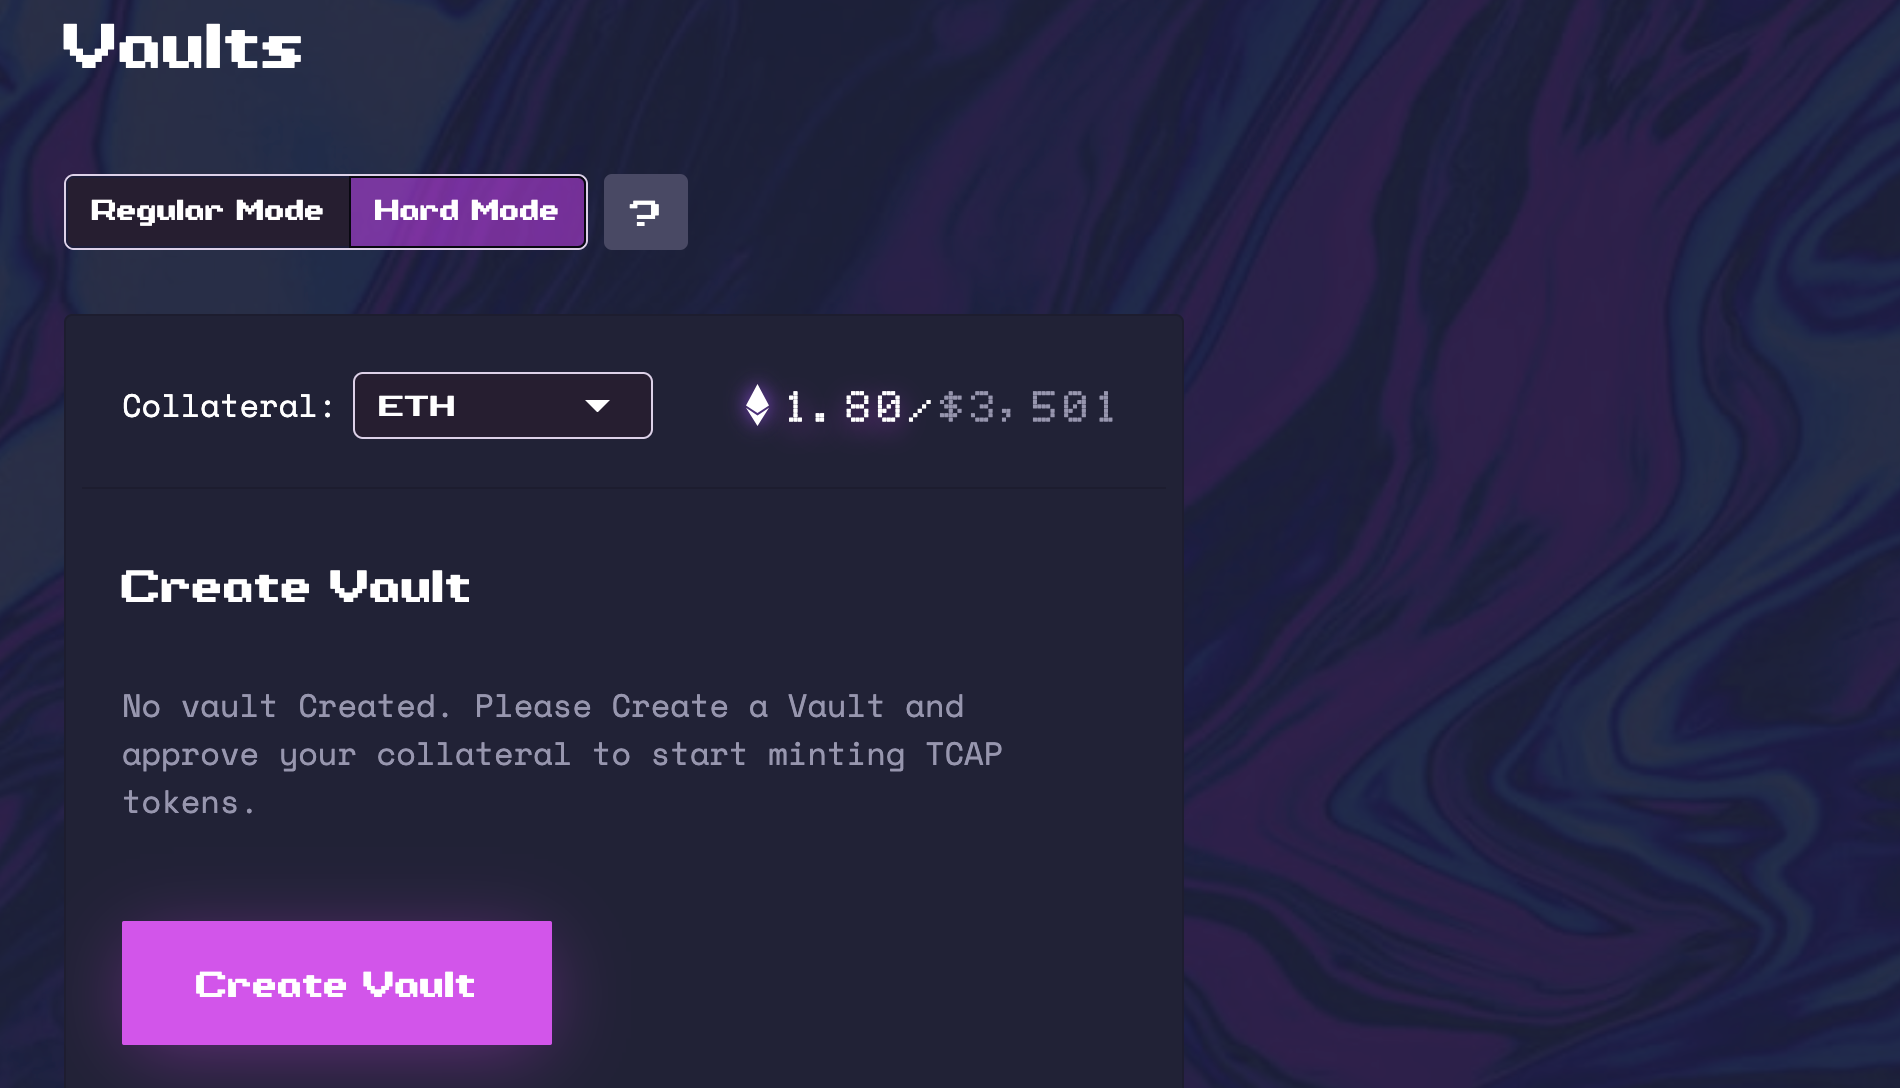 Vaults
Regular Mode Hard Mode ?
Collateral: ETH 1.80/$3,501
Create Vault
No vault Created. Please Create a Vault and
approve your collateral to start minting TCAP
tokens.
Create Vault